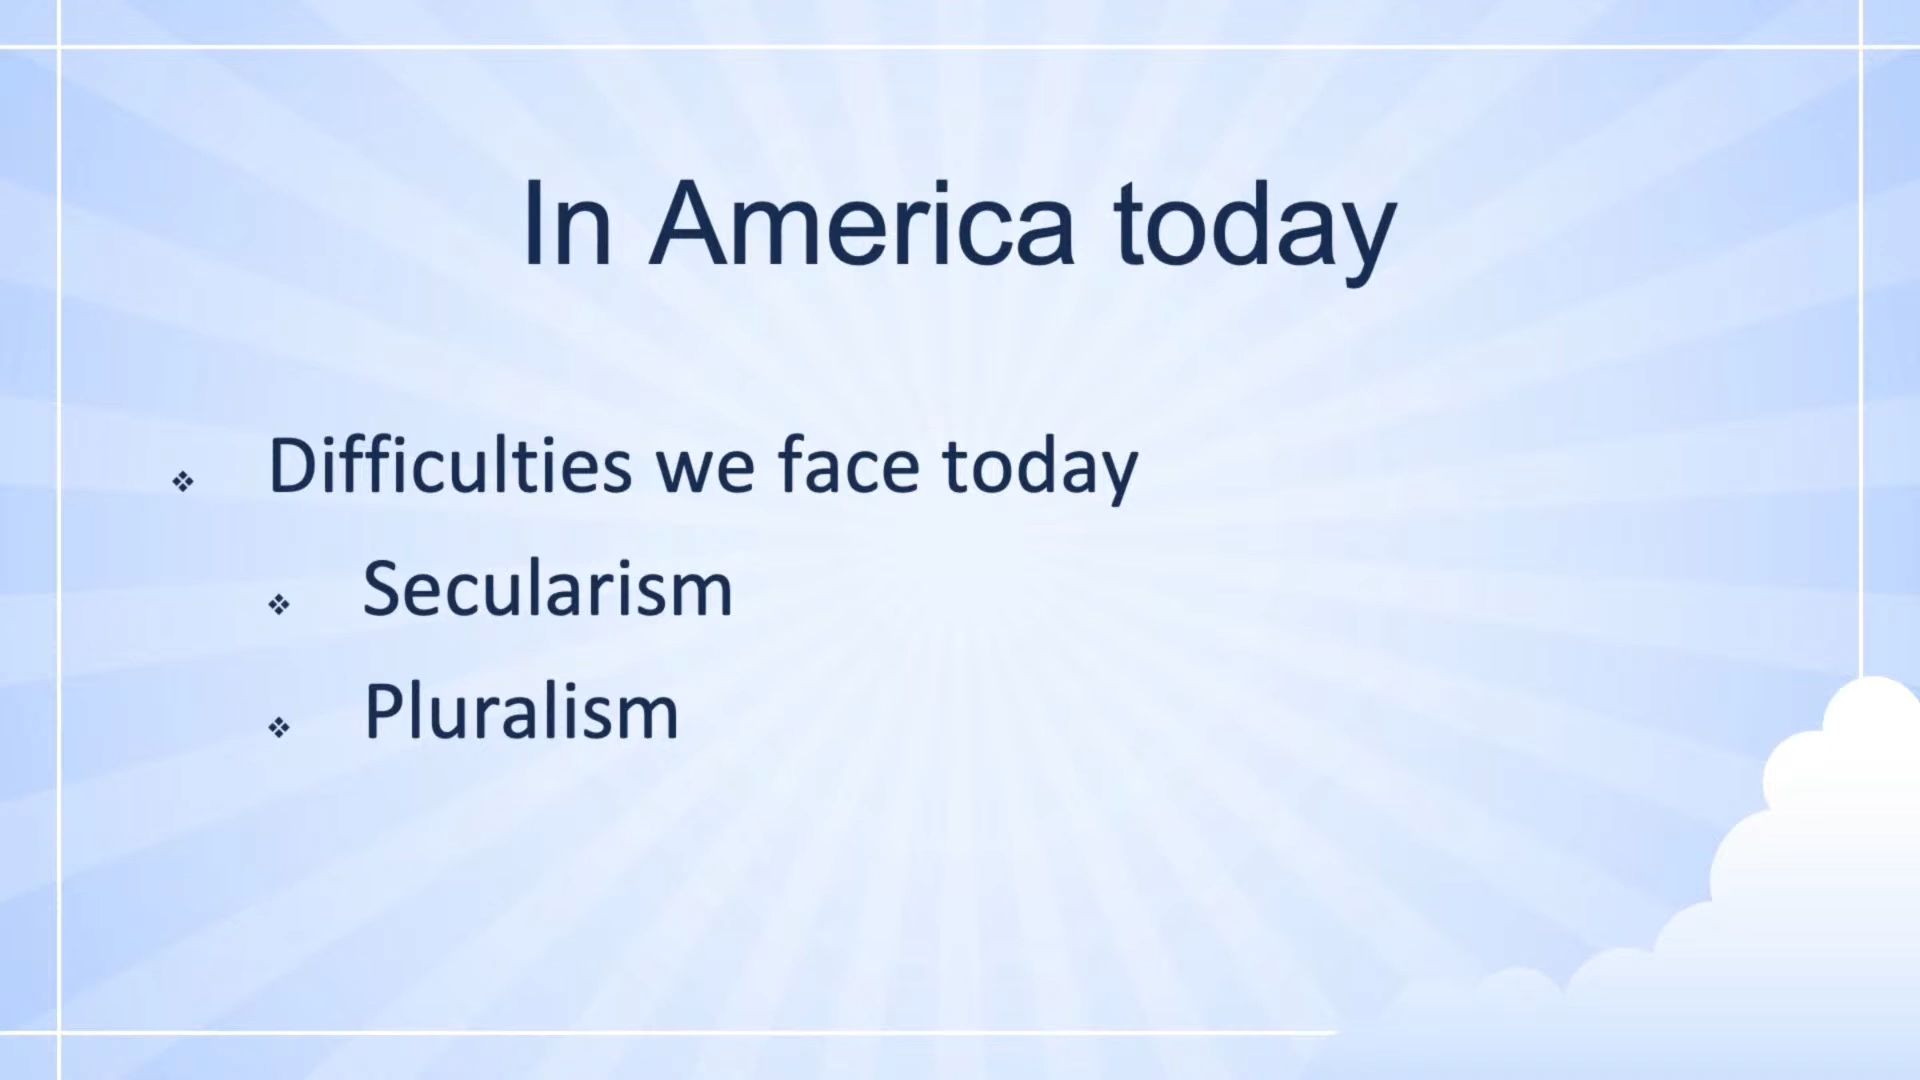 In America today
❖ Difficulties we face today
❖ Secularism
❖ Pluralism